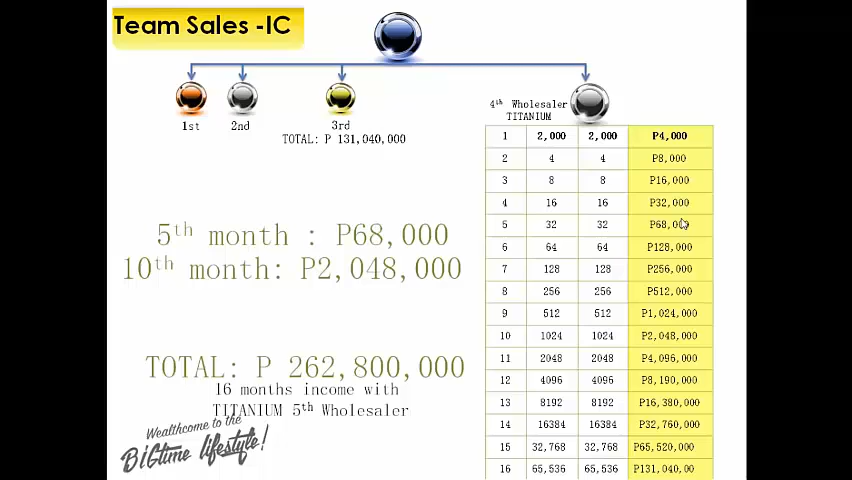 Team Sales -IC
1st 2nd 3rd
TOTAL: P 131,040,000
4th Wholesaler
TITANIUM
1 2,000 2,000 P4,000
2 4 4 P8,000
3 8 8 P16,000
4 16 16 P32,000
5 32 32 P68,000
6 64 64 P128,000
7 128 128 P256,000
8 256 256 P512,000
9 512 512 P1,024,000
10 1024 1024 P2,048,000
11 2048 2048 P4,096,000
12 4096 4096 P8,190,000
13 8192 8192 P16,380,000
14 16384 16384 P32,760,000
15 32,768 32,768 P65,520,000
16 65,536 65,536 P131,040,00
5th month : P68,000
10th month: P2,048,000
TOTAL: P 262,800,000
16 months income with
TITANIUM 5th Wholesaler
Wealthcome to the
BiGtime lifestyle!